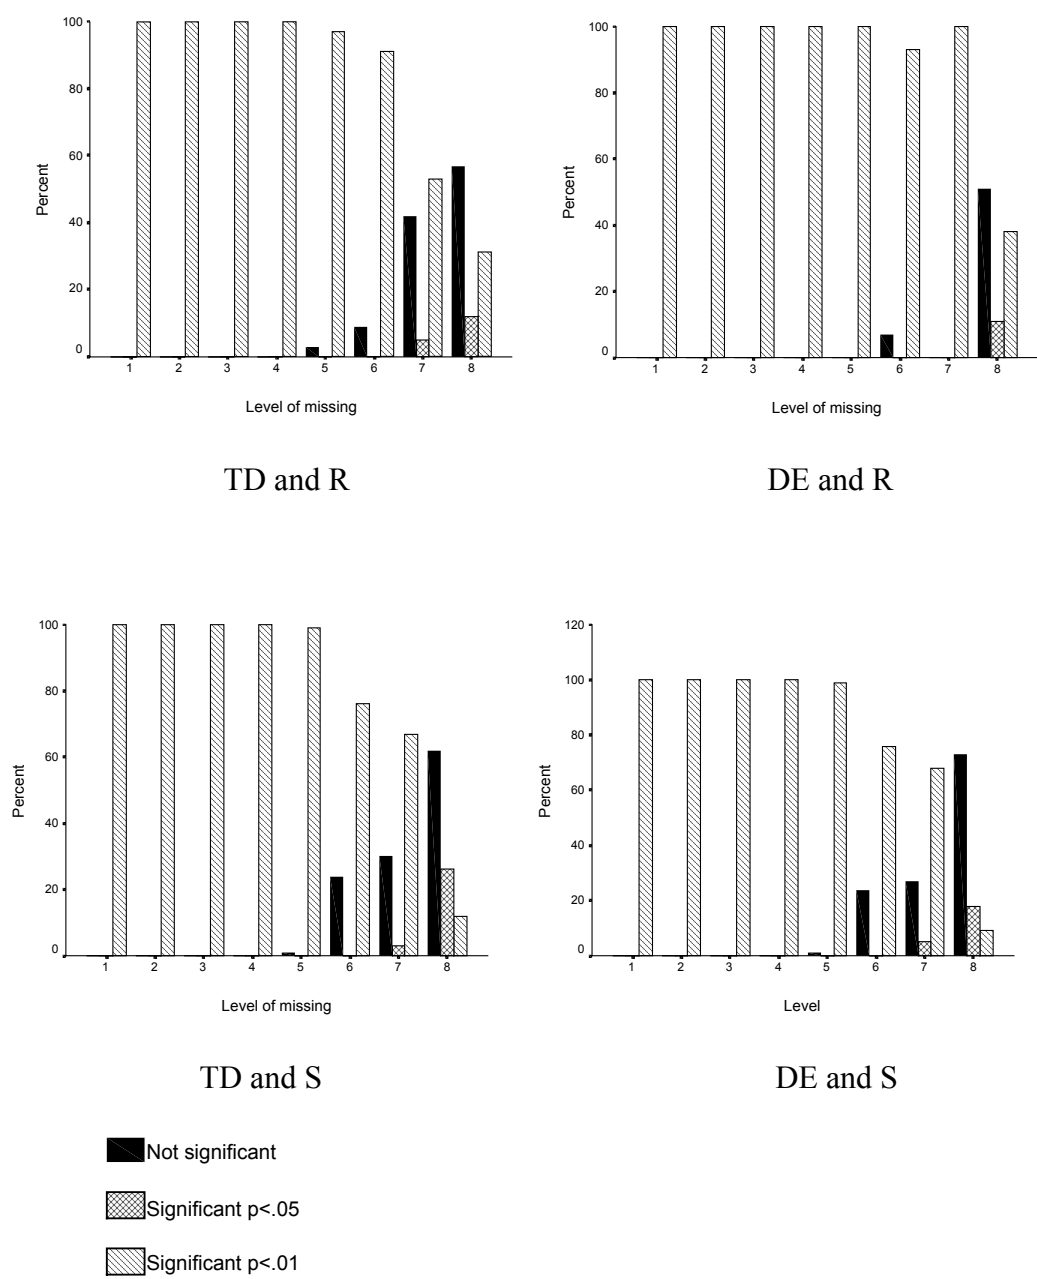 100
80
60
40
20
0
Percent
1 2 3 4 5 6 7 8
Level of missing
TD and R
100
80
60
40
20
0
Percent
1 2 3 4 5 6 7 8
Level of missing
DE and R
100
80
60
40
20
0
Percent
1 2 3 4 5 6 7 8
Level of missing
TD and S
120
100
80
60
40
20
0
Percent
1 2 3 4 5 6 7 8
Level
DE and S
Not significant
Significant p<.05
Significant p<.01